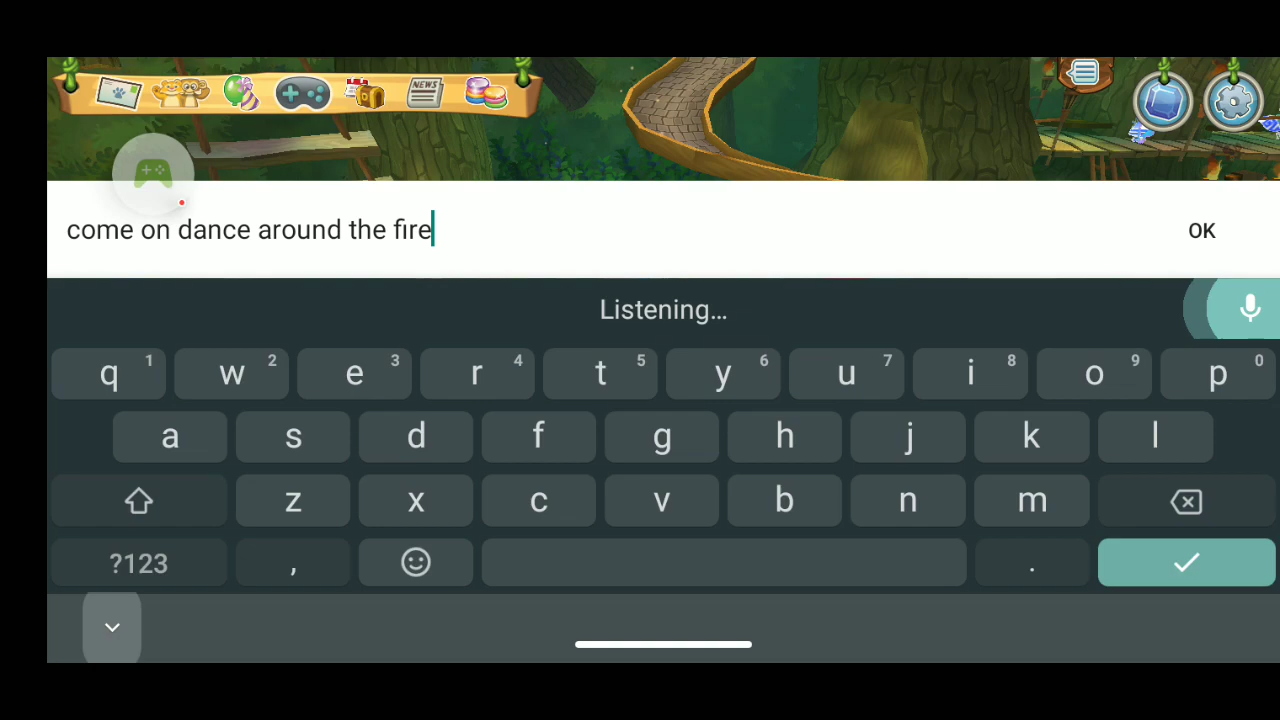 NEWS
come on dance around the fire
OK
Listening...
q 1 w 2 e 3 r 4 t 5 y 6 u 7 i 8 o 9 p 0
a s d f g h j k l
z x c v b n m
?123 , .